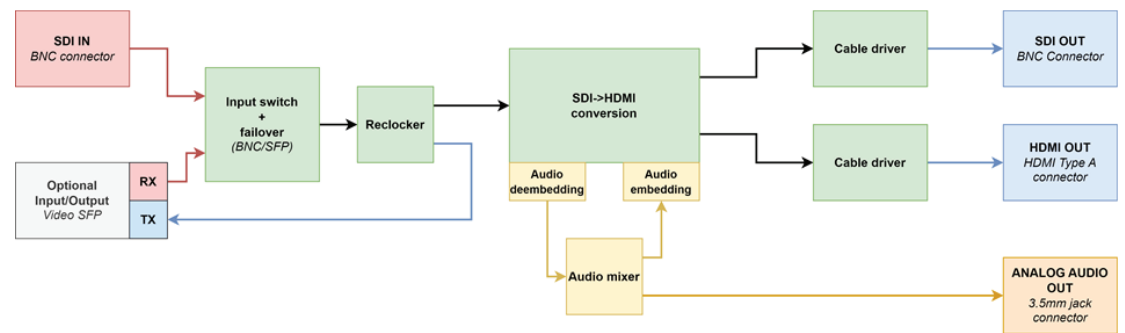 SDI IN
BNC connector
Input switch
+
failover
(BNC/SFP)
Optional
Input/Output
Video SFP
RX
TX
Reclocker
SDI->HDMI
conversion
Audio
deembedding
Audio
embedding
Audio mixer
Cable driver
Cable driver
SDI OUT
BNC Connector
HDMI OUT
HDMI Type A
connector
ANALOG AUDIO
OUT
3.5mm jack
connector